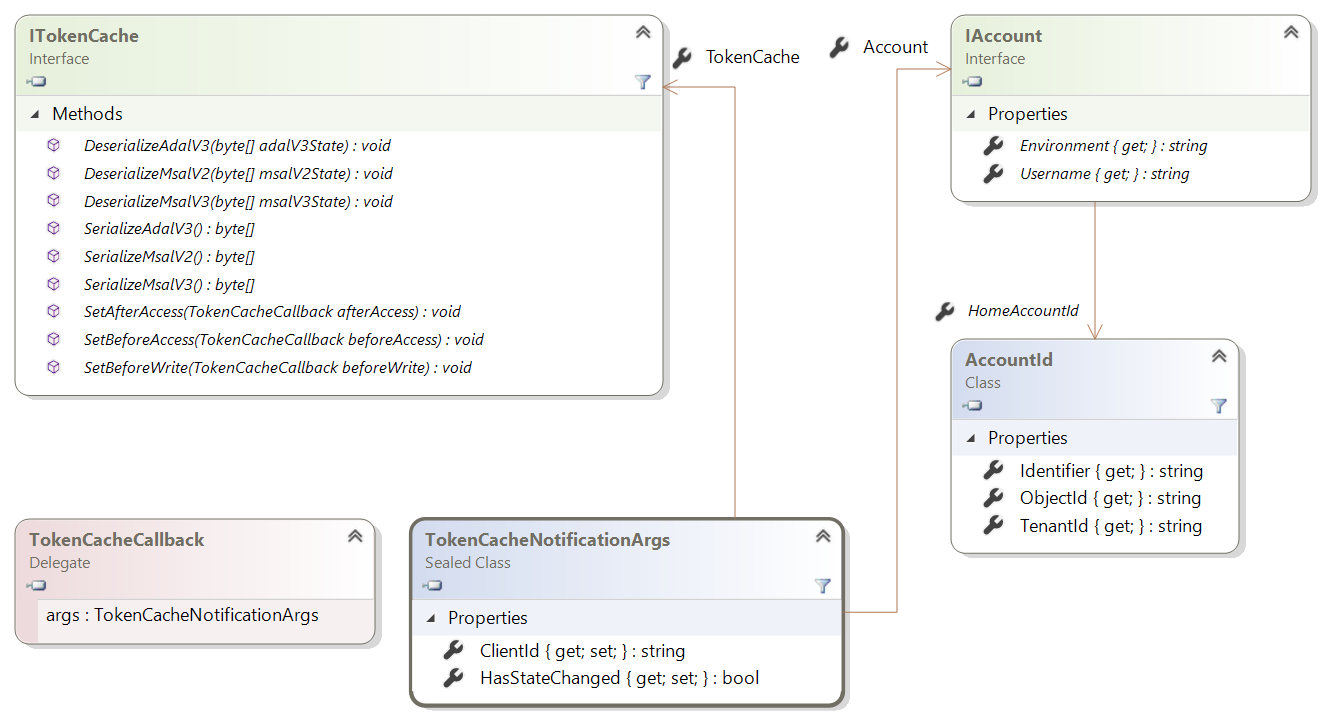 ITokenCache
Interface
Methods
DeserializeAdalV3(byte[] adalV3State) : void
DeserializeMsalV2(byte[] msalV2State) : void
DeserializeMsalV3(byte[] msalV3State) : void
SerializeAdalV3() : byte[]
SerializeMsalV2() : byte[]
SerializeMsalV3() : byte[]
SetAfterAccess(TokenCacheCallback afterAccess) : void
SetBeforeAccess(TokenCacheCallback beforeAccess) : void
SetBeforeWrite(TokenCacheCallback beforeWrite) : void
TokenCache
Account
IAccount
Interface
Properties
Environment { get; } : string
Username { get; } : string
HomeAccountId
AccountId
Class
Properties
Identifier { get; } : string
ObjectId { get; } : string
TenantId { get; } : string
TokenCacheCallback
Delegate
args : TokenCacheNotificationArgs
TokenCacheNotificationArgs
Sealed Class
Properties
ClientId { get; set; } : string
HasStateChanged { get; set; } : bool